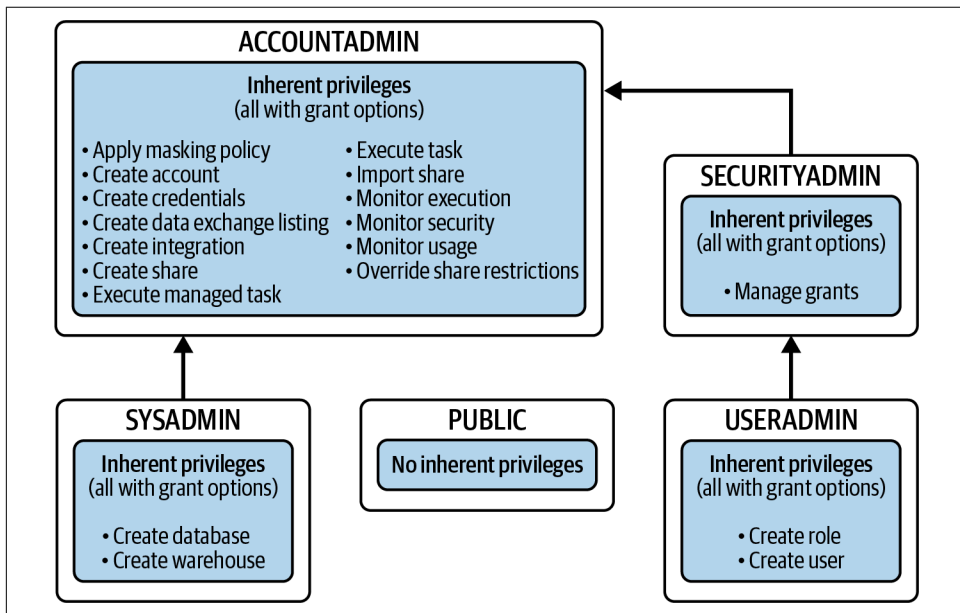 ACCOUNTADMIN
Inherent privileges
(all with grant options)
• Apply masking policy
• Create account
• Create credentials
• Create data exchange listing
• Create integration
• Create share
• Execute managed task
• Execute task
• Import share
• Monitor execution
• Monitor security
• Monitor usage
• Override share restrictions
SECURITYADMIN
Inherent privileges
(all with grant options)
• Manage grants
SYSADMIN
Inherent privileges
(all with grant options)
• Create database
• Create warehouse
PUBLIC
No inherent privileges
USERADMIN
Inherent privileges
(all with grant options)
• Create role
• Create user